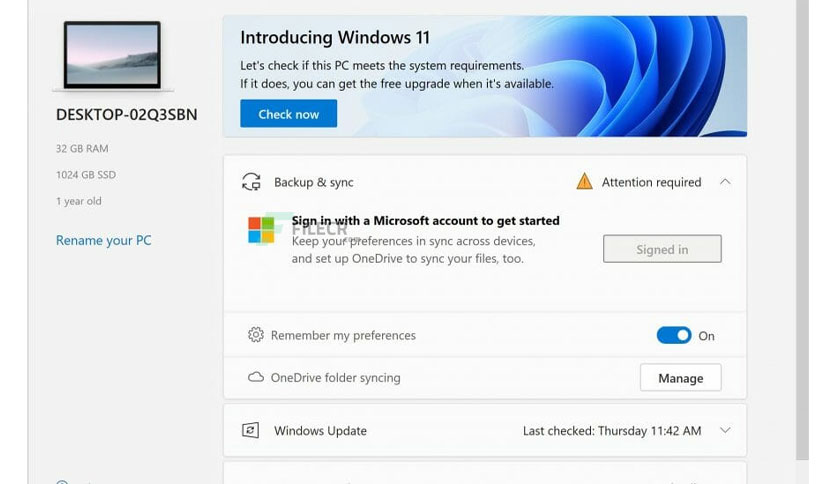 Introducing Windows 11
Let's check if this PC meets the system requirements.
If it does, you can get the free upgrade when it's available.
Check now
DESKTOP-02Q3SBN
32 GB RAM
1024 GB SSD
1 year old
Rename your PC
Backup & sync
Attention required
Sign in with a Microsoft account to get started
FILECR
Keep your preferences in sync across devices,
and set up OneDrive to sync your files, too.
Signed in
Remember my preferences
On
OneDrive folder syncing
Manage
Windows Update
Last checked: Thursday 11:42 AM